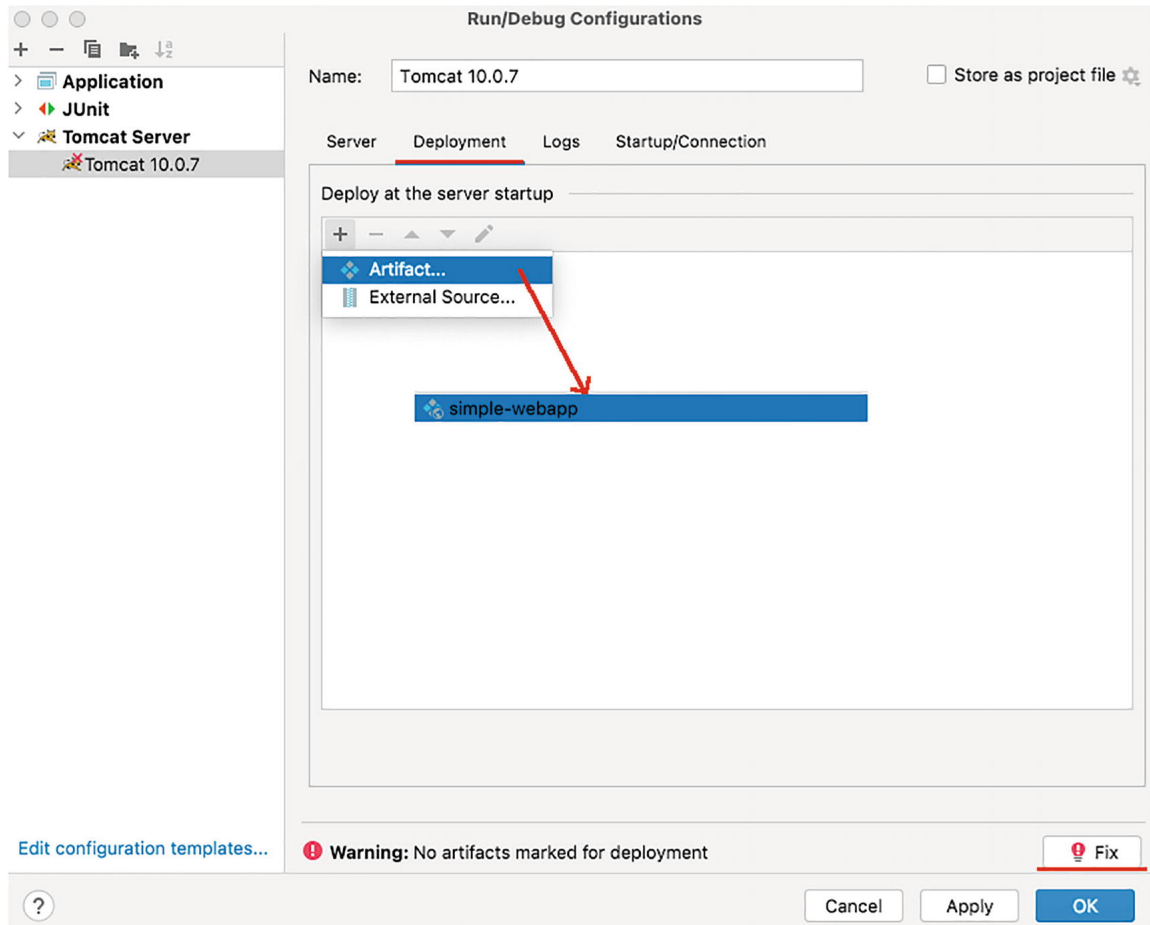 Run/Debug Configurations
Application
JUnit
Tomcat Server
Tomcat 10.0.7
Name: Tomcat 10.0.7 Store as project file
Server Deployment Logs Startup/Connection
Deploy at the server startup
Artifact...
External Source...
simple-webapp
Edit configuration templates...
Warning: No artifacts marked for deployment Fix
? Cancel Apply OK